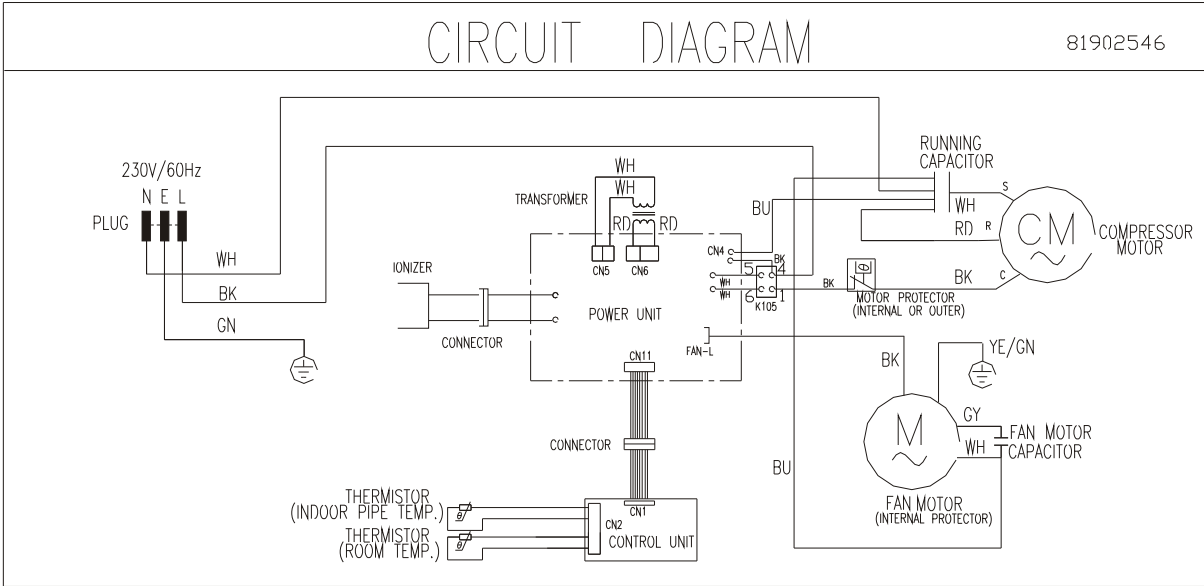 CIRCUIT DIAGRAM
81902546
230V/60Hz
N E L
PLUG
WH
BK
GN
IONIZER
CONNECTOR
TRANSFORMER
WH
WH
RD
RD
CN5
CN6
POWER UNIT
CN4
BK
WH
WH
5
4
6
1
K105
FAN-L
CN11
CONNECTOR
CN1
CN2
CONTROL UNIT
THERMISTOR
(INDOOR PIPE TEMP.)
θ
THERMISTOR
(ROOM TEMP.)
θ
BU
BU
RUNNING
CAPACITOR
S
WH
RD
R
CM
COMPRESSOR
MOTOR
BK
θ
BK
C
MOTOR PROTECTOR
(INTERNAL OR OUTER)
BK
YE/GN
M
GY
WH
FAN MOTOR
CAPACITOR
FAN MOTOR
(INTERNAL PROTECTOR)